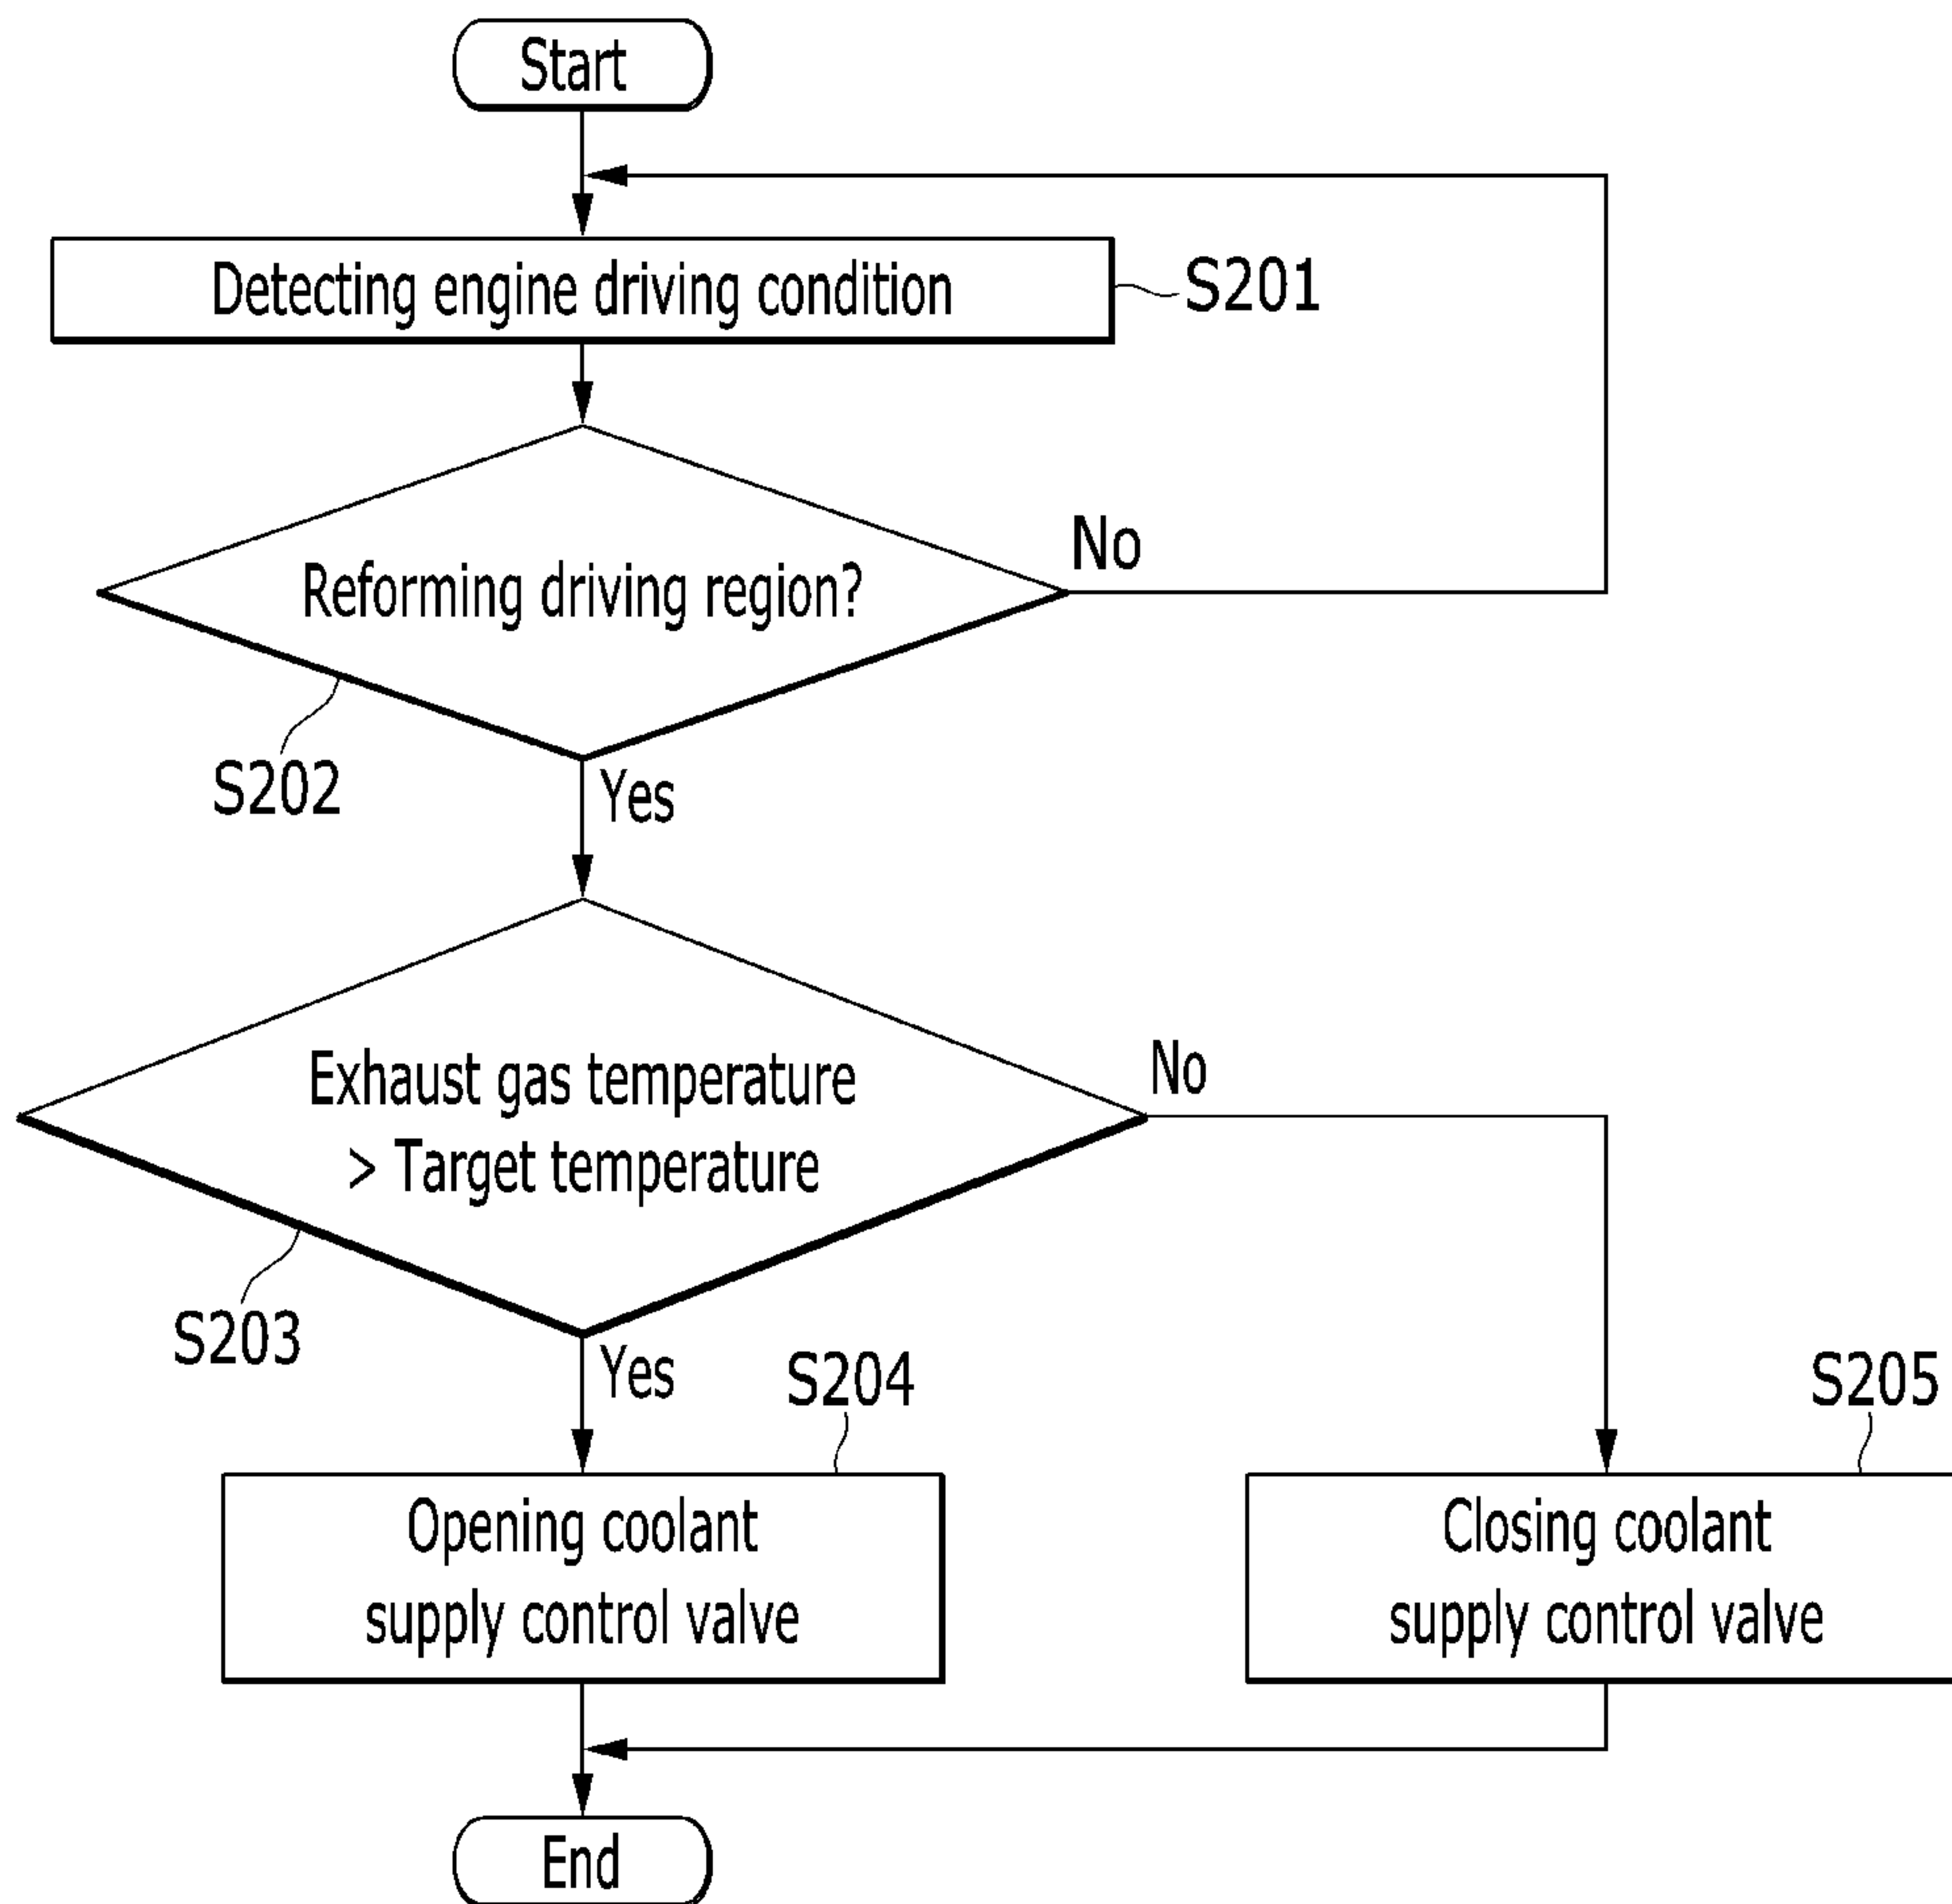 Start
Detecting engine driving condition
S201
Reforming driving region?
No
S202
Yes
Exhaust gas temperature
> Target temperature
No
S203
Yes
S204
S205
Opening coolant
supply control valve
Closing coolant
supply control valve
End